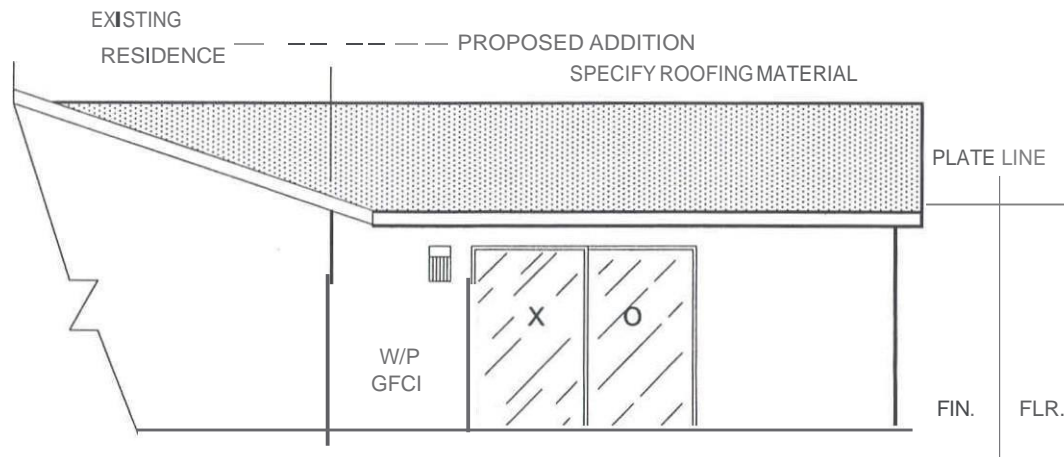 EXISTING
RESIDENCE
PROPOSED ADDITION
SPECIFY ROOFING MATERIAL
PLATE LINE
X
O
W/P
GFCI
FIN. FLR.